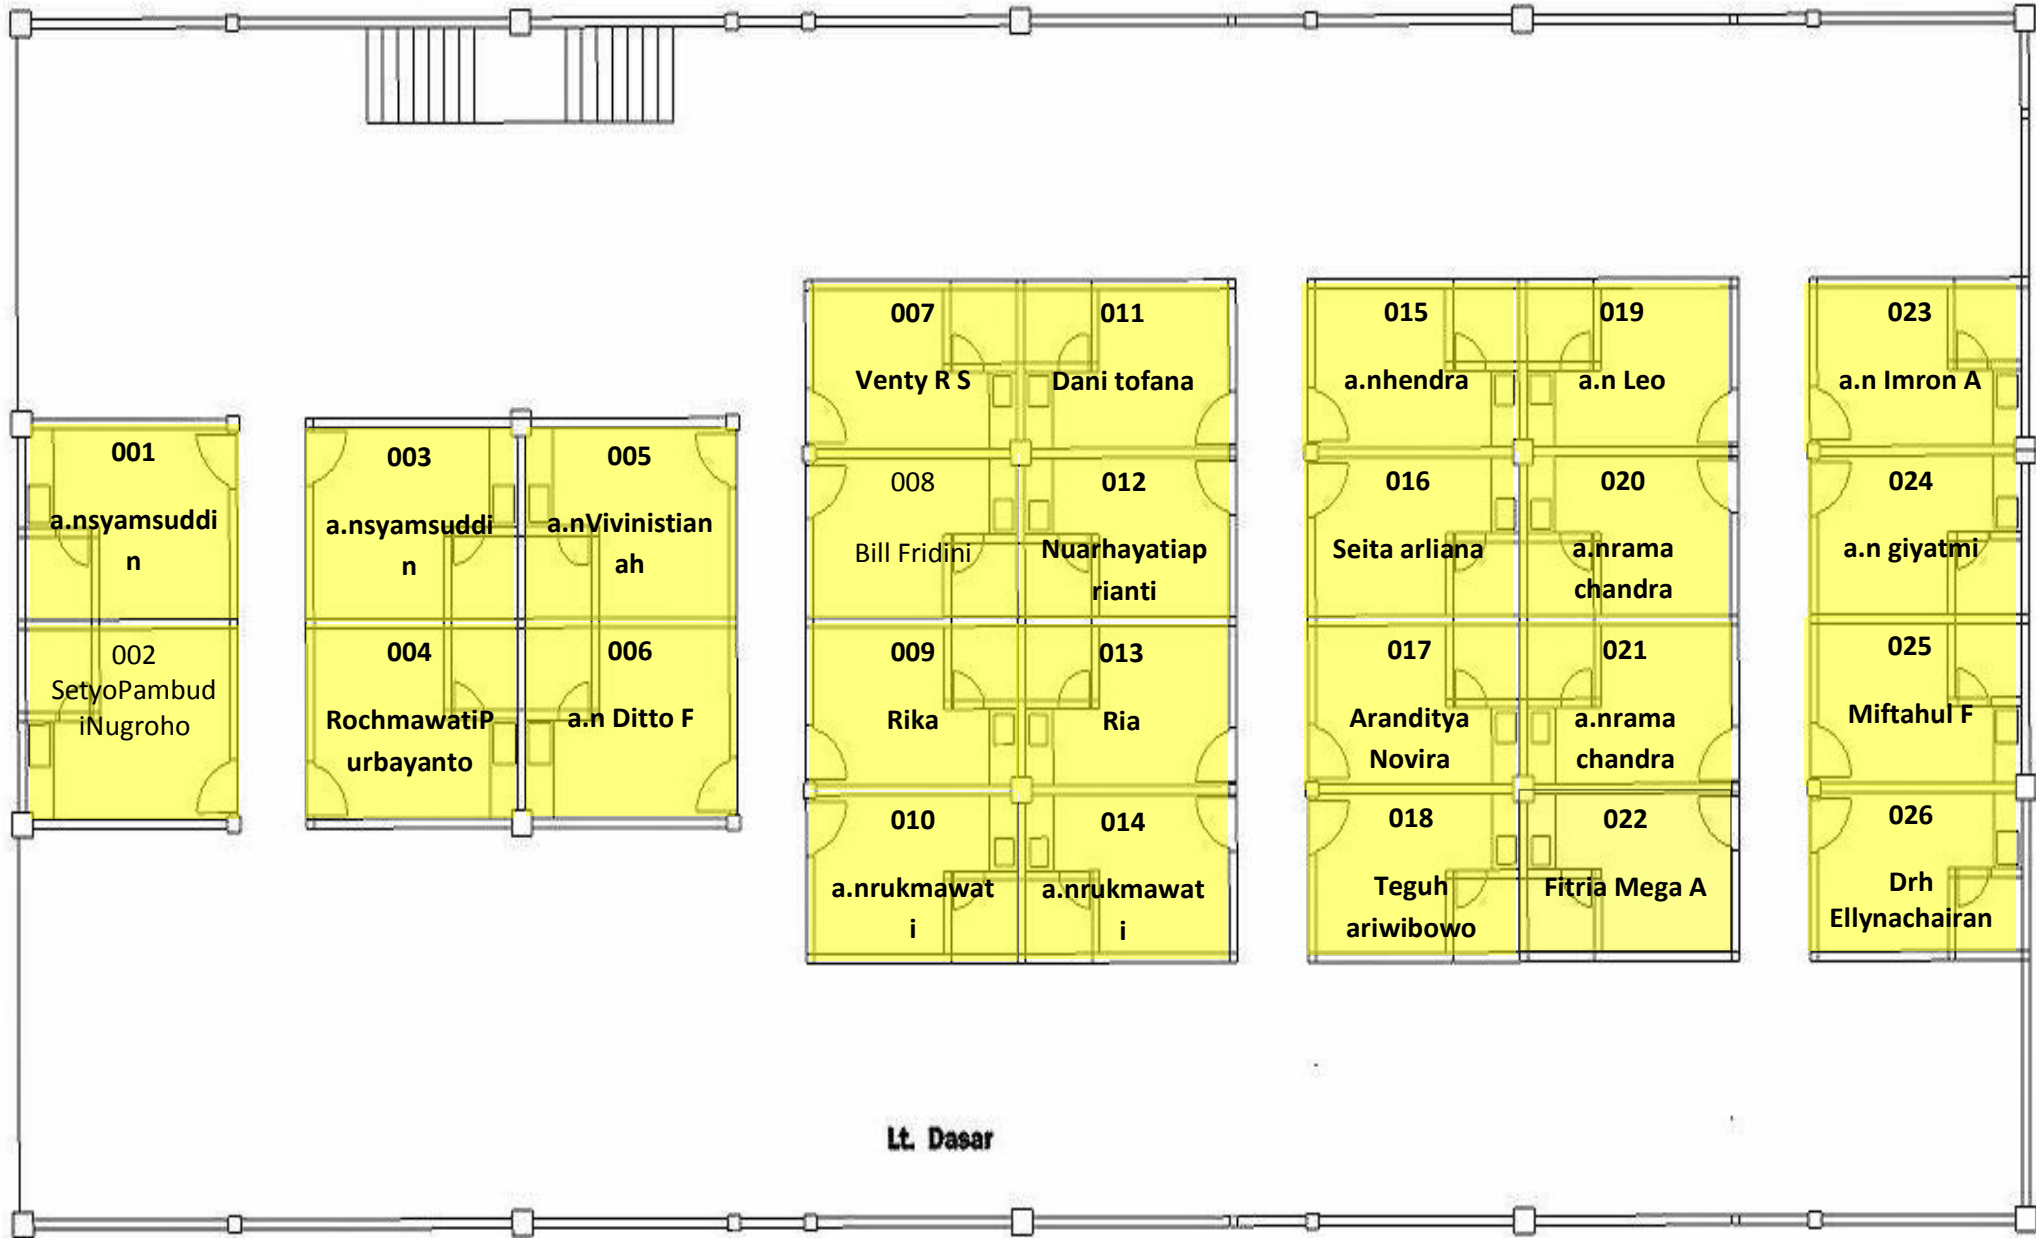 001
a.nsyamsuddi
n
002
SetyoPambud
iNugroho
003
a.nsyamsuddi
n
004
RochmawatiP
urbayanto
005
a.nVivinistian
ah
006
a.n Ditto F
007
Venty R S
008
Bill Fridini
009
Rika
010
a.nrukmawat
i
011
Dani tofana
012
Nuarhayatiap
rianti
013
Ria
014
a.nrukmawat
i
015
a.nhendra
016
Seita arliana
017
Aranditya
Novira
018
Teguh
ariwibowo
019
a.n Leo
020
a.nrama
chandra
021
a.nrama
chandra
022
Fitria Mega A
023
a.n Imron A
024
a.n giyatmi
025
Miftahul F
026
Drh
Ellynachairan
Lt. Dasar